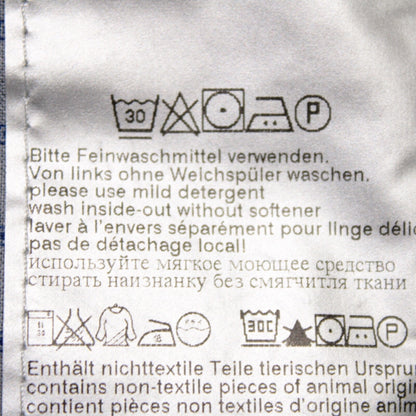 30 P
Bitte Feinwaschmittel verwenden.
Von links ohne Weichspüler waschen.
please use mild detergent
wash inside-out without softener
laver à l'envers séparément pour linge délic
pas de détachage local!
используйте мягкое моющее средство
стирать наизнанку без смягчитля ткани
30C P
Enthält nichttextile Teile tierischen Ursprun
contains non-textile pieces of animal origi
contient pièces non textiles d'origine anim